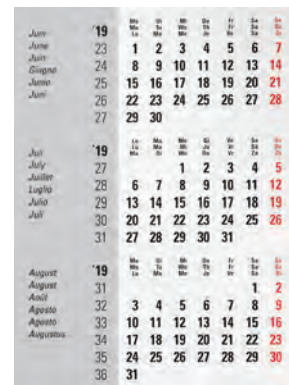 Juni
June
Juin
Giugno
Junio
Juni
'19
23 1 2 3 4 5 6 7
24 8 9 10 11 12 13 14
25 15 16 17 18 19 20 21
26 22 23 24 25 26 27 28
27 29 30
Juli
July
Juillet
Luglio
Julio
Juli
'19
27 1 2 3 4 5
28 6 7 8 9 10 11 12
29 13 14 15 16 17 18 19
30 20 21 22 23 24 25 26
31 27 28 29 30 31
August
August
Août
Agosto
Agosto
Augustus
'19
31 1 2
32 3 4 5 6 7 8 9
33 10 11 12 13 14 15 16
34 17 18 19 20 21 22 23
35 24 25 26 27 28 29 30
36 31